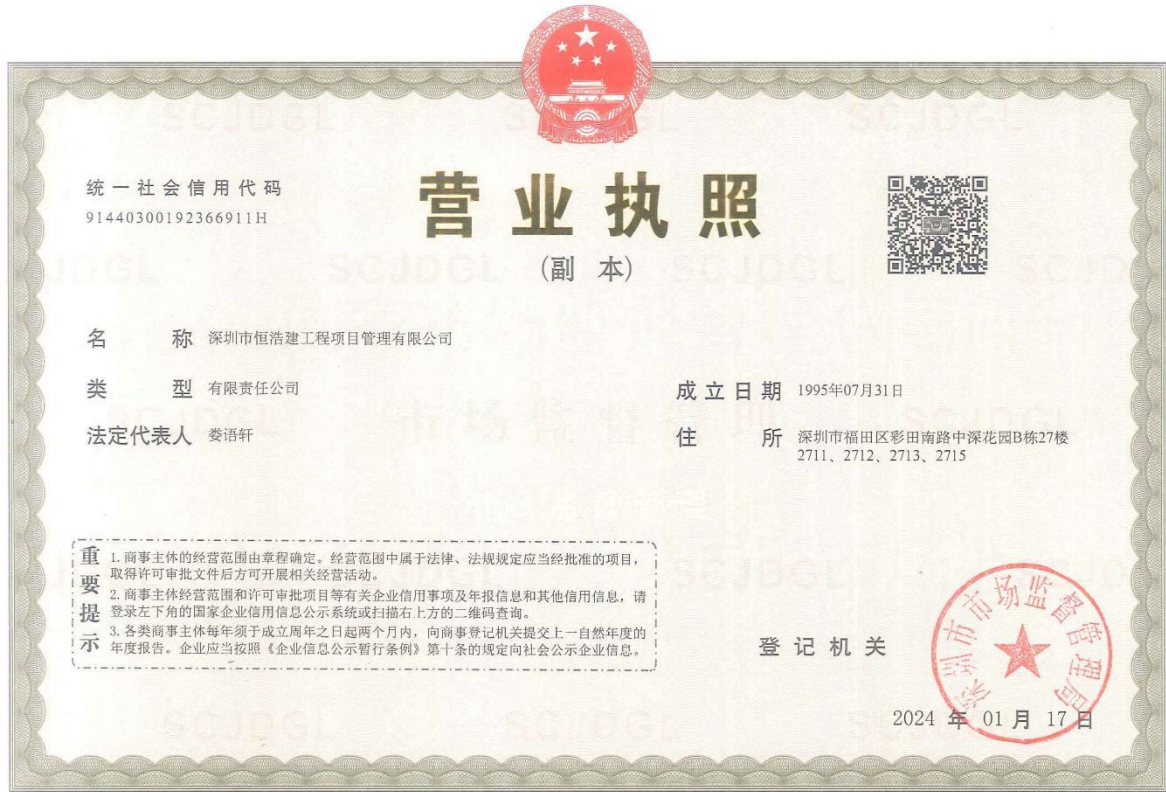 统一社会信用代码
91440300192366911H
营业执照
(副 本)
名 称 深圳市恒浩建工程项目管理有限公司
类 型 有限责任公司
成立日期 1995年07月31日
法定代表人 娄语轩
住 所 深圳市福田区彩田南路中深花园B栋27楼
2711、2712、2713、2715
重要提示
1.商事主体的经营范围由章程确定。经营范围中属于法律、法规规定应当经批准的项目，
取得许可审批文件后方可开展相关经营活动。
2.商事主体经营范围和许可审批项目等有关企业信用事项及年报信息和其他信用信息，请
登录左下角的国家企业信用信息公示系统或扫描右上方的二维码查询。
3.各类商事主体每年须于成立周年之日起两个月内，向商事登记机关提交上一自然年度的
年度报告。企业应当按照《企业信息公示暂行条例》第十条的规定向社会公示企业信息。
登记机关
深圳市市场监督管理局
2024 年 01 月 17 日
SCJDGL